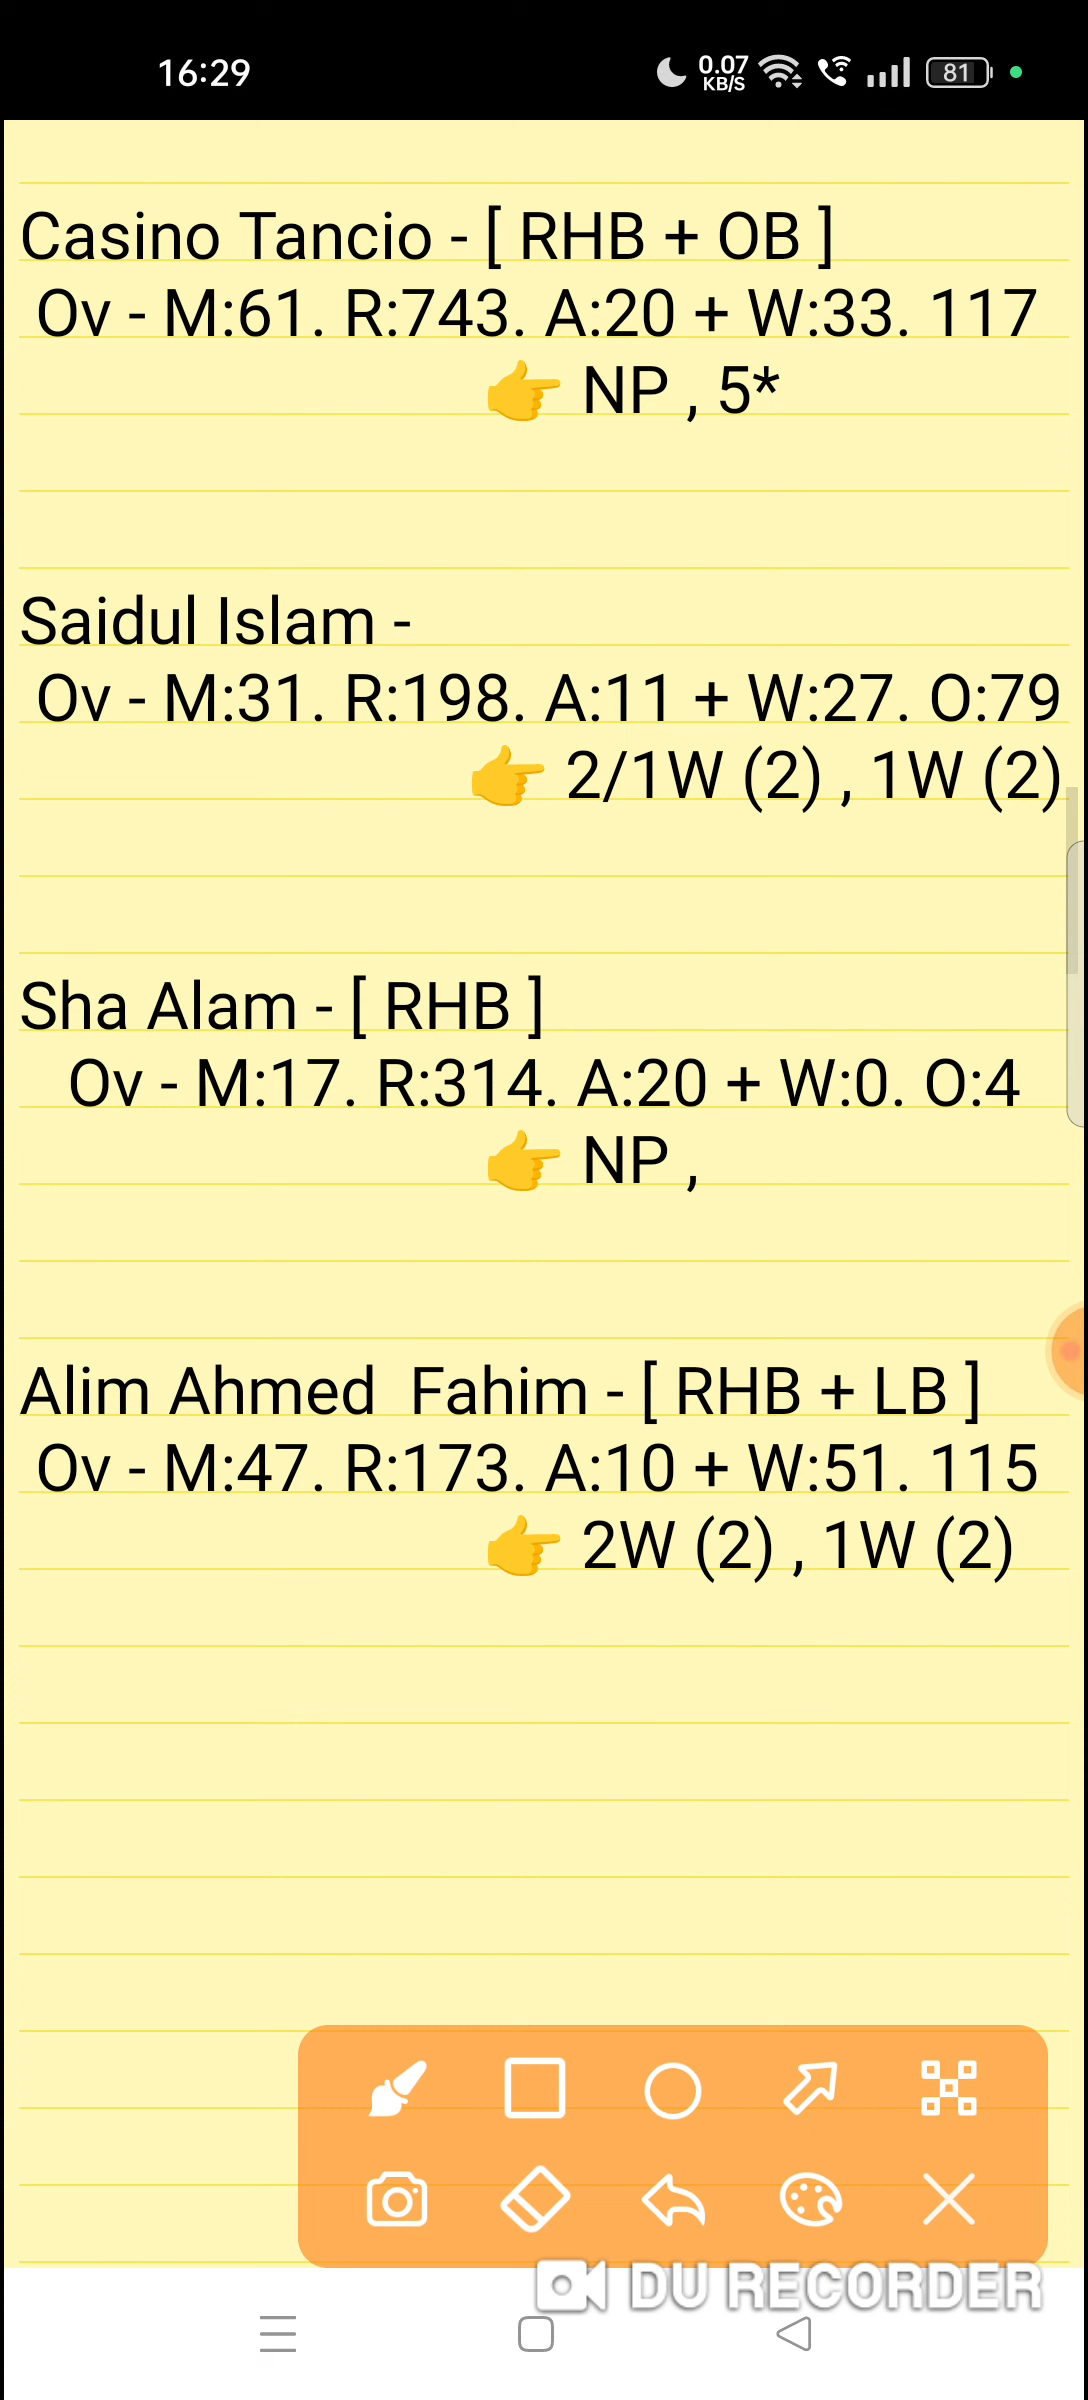 16:29
0.07
KB/S
81
Casino Tancio - [ RHB + OB ]
Ov - M:61. R:743. A:20 + W:33. 117
👉 NP , 5*
Saidul Islam -
Ov - M:31. R:198. A:11 + W:27. O:79
👉 2/1W (2) , 1W (2)
Sha Alam - [ RHB ]
Ov - M:17. R:314. A:20 + W:0. O:4
👉 NP ,
Alim Ahmed  Fahim - [ RHB + LB ]
Ov - M:47. R:173. A:10 + W:51. 115
👉 2W (2) , 1W (2)
DU RECORDER